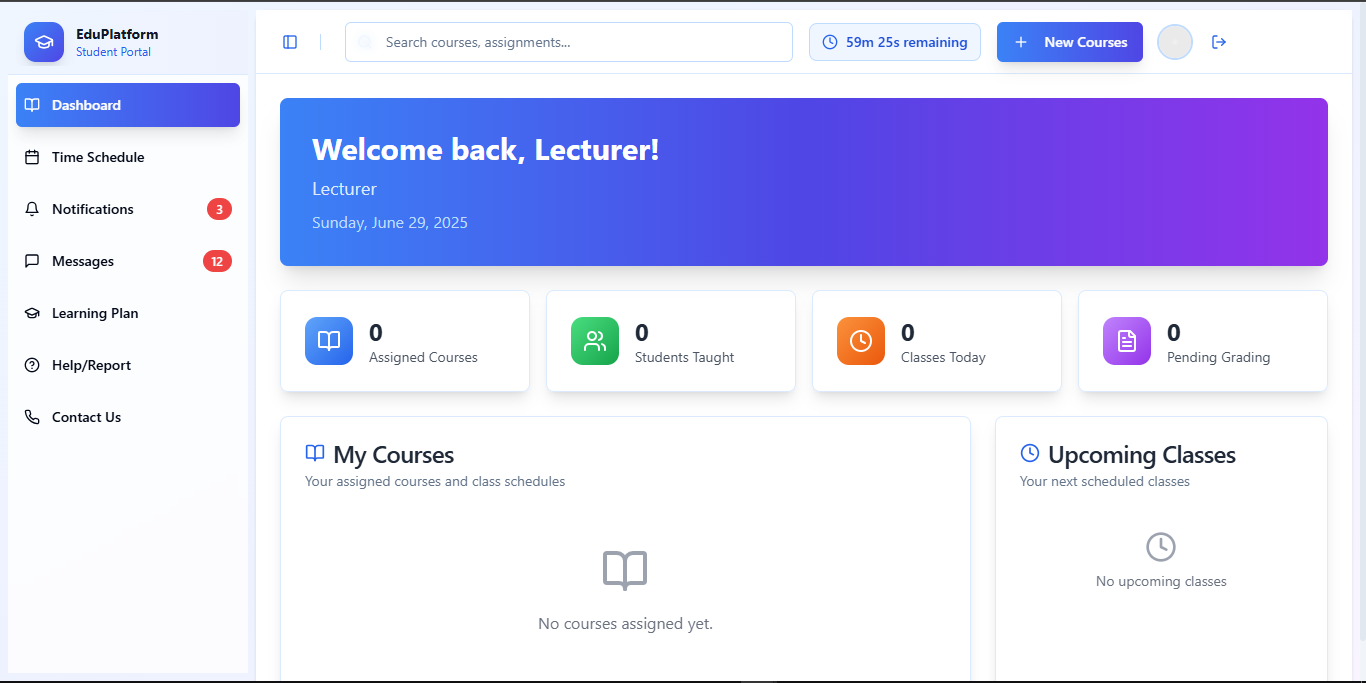 EduPlatform
Student Portal
Search courses, assignments...
59m 25s remaining
New Courses
Dashboard
Time Schedule
Notifications
3
Messages
12
Learning Plan
Help/Report
Contact Us
Welcome back, Lecturer!
Lecturer
Sunday, June 29, 2025
0
Assigned Courses
0
Students Taught
0
Classes Today
0
Pending Grading
My Courses
Your assigned courses and class schedules
No courses assigned yet.
Upcoming Classes
Your next scheduled classes
No upcoming classes